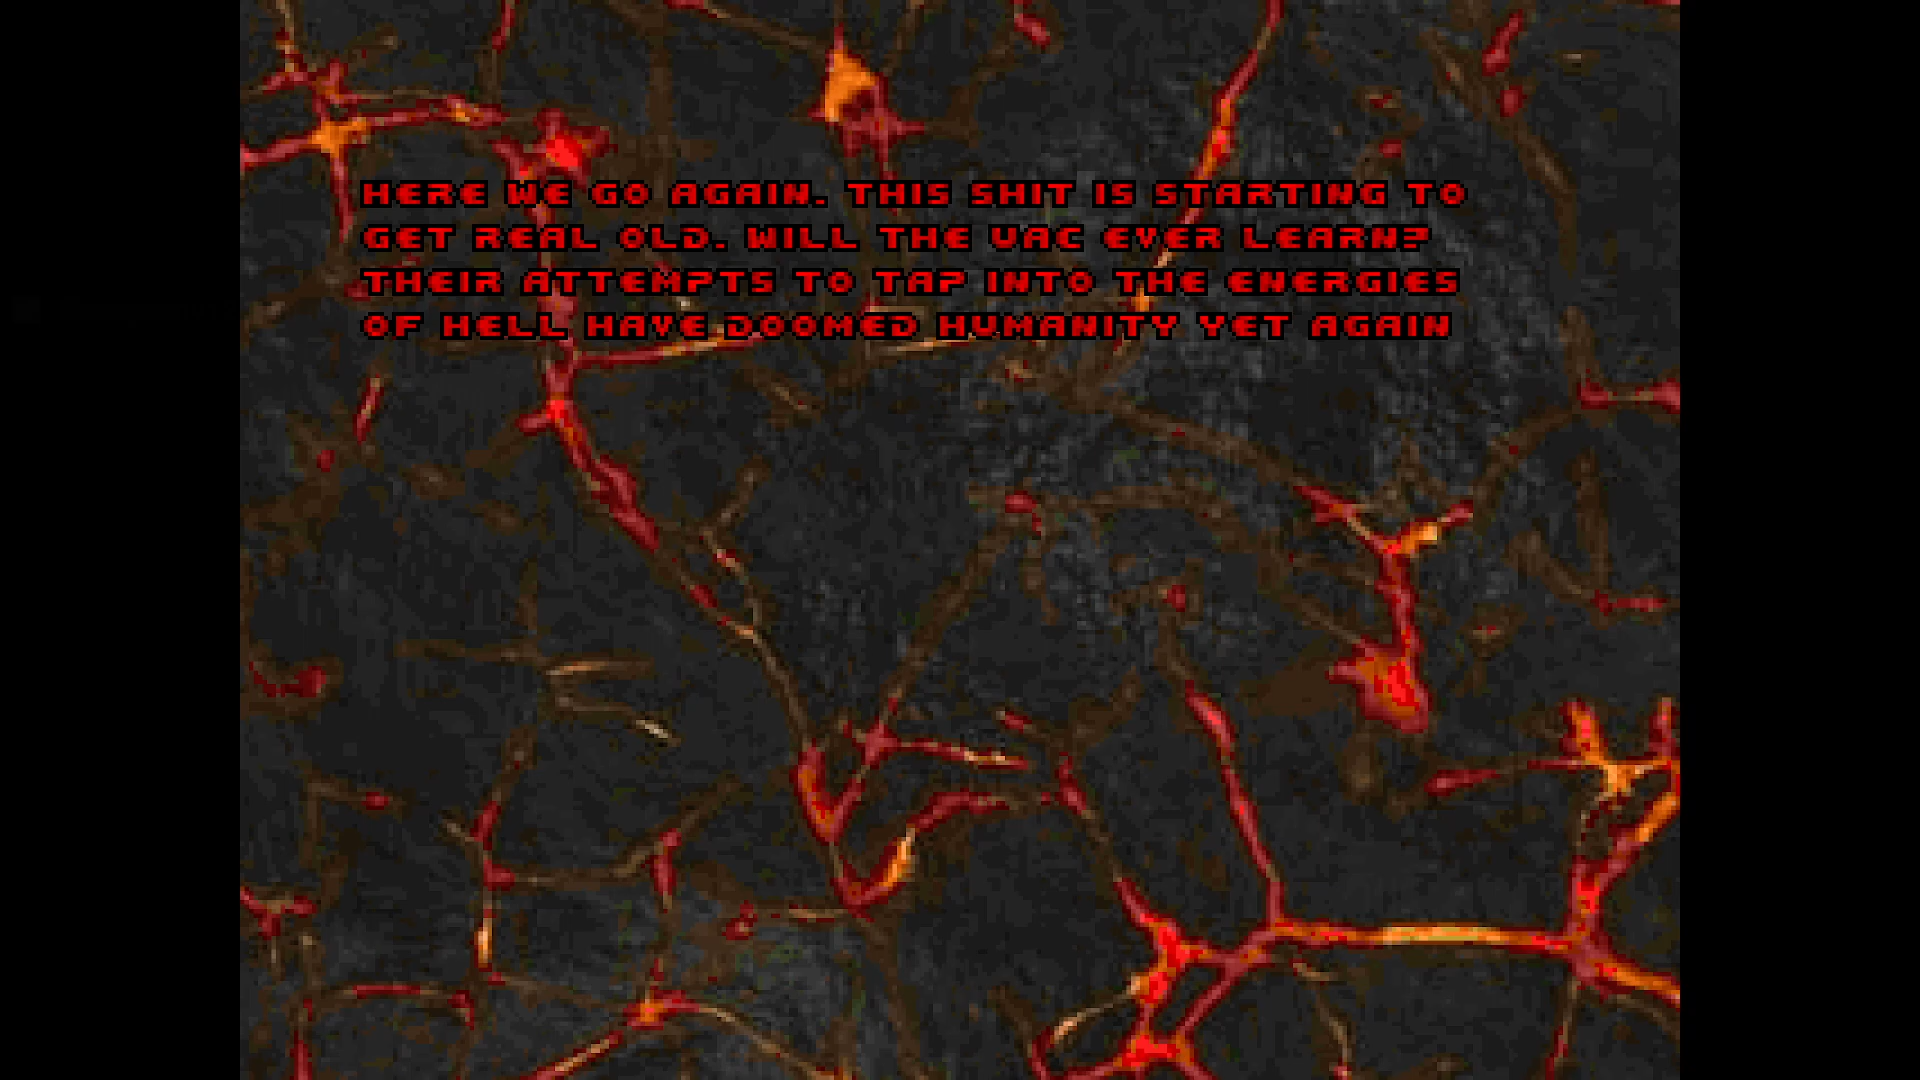 HERE WE GO AGAIN. THIS SHIT IS STARTING TO
GET REAL OLD. WILL THE UAC EVER LEARN?
THEIR ATTEMPTS TO TAP INTO THE ENERGIES
OF HELL HAVE DOOMED HUMANITY YET AGAIN